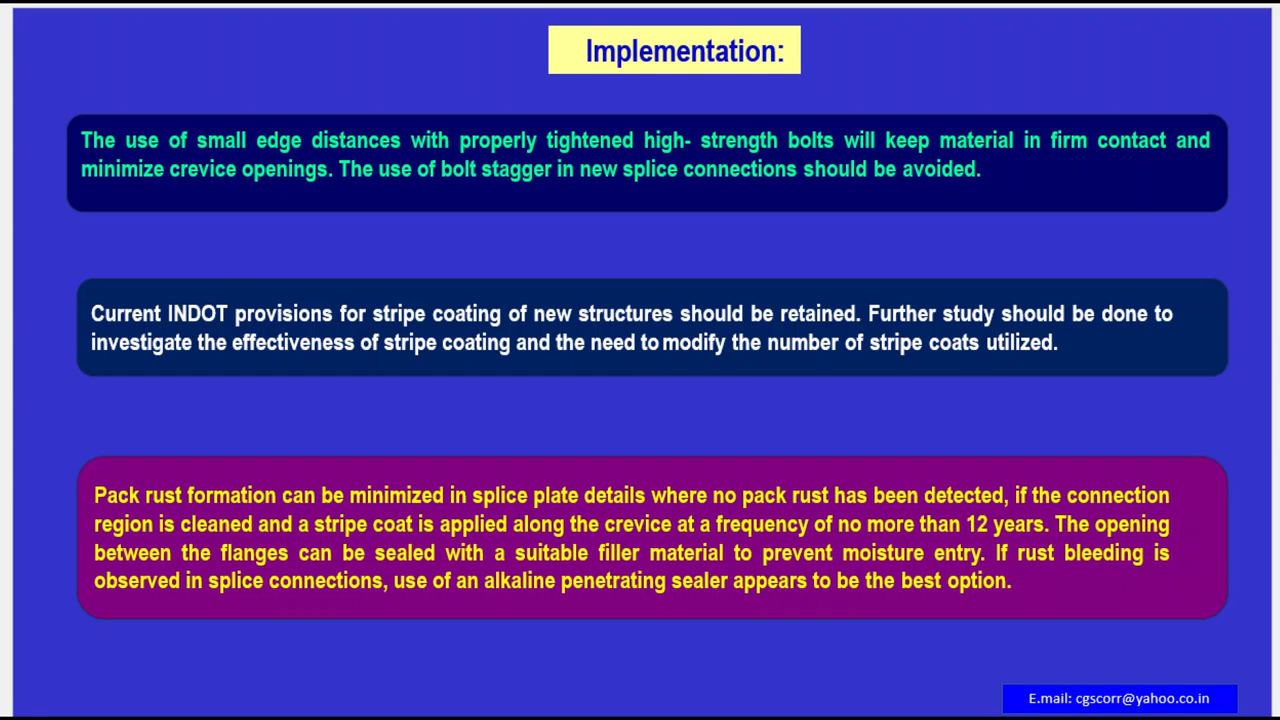 Implementation:
The use of small edge distances with properly tightened high- strength bolts will keep material in firm contact and
minimize crevice openings. The use of bolt stagger in new splice connections should be avoided.
Current INDOT provisions for stripe coating of new structures should be retained. Further study should be done to
investigate the effectiveness of stripe coating and the need to modify the number of stripe coats utilized.
Pack rust formation can be minimized in splice plate details where no pack rust has been detected, if the connection
region is cleaned and a stripe coat is applied along the crevice at a frequency of no more than 12 years. The opening
between the flanges can be sealed with a suitable filler material to prevent moisture entry. If rust bleeding is
observed in splice connections, use of an alkaline penetrating sealer appears to be the best option.
E.mail: cgscorr@yahoo.co.in